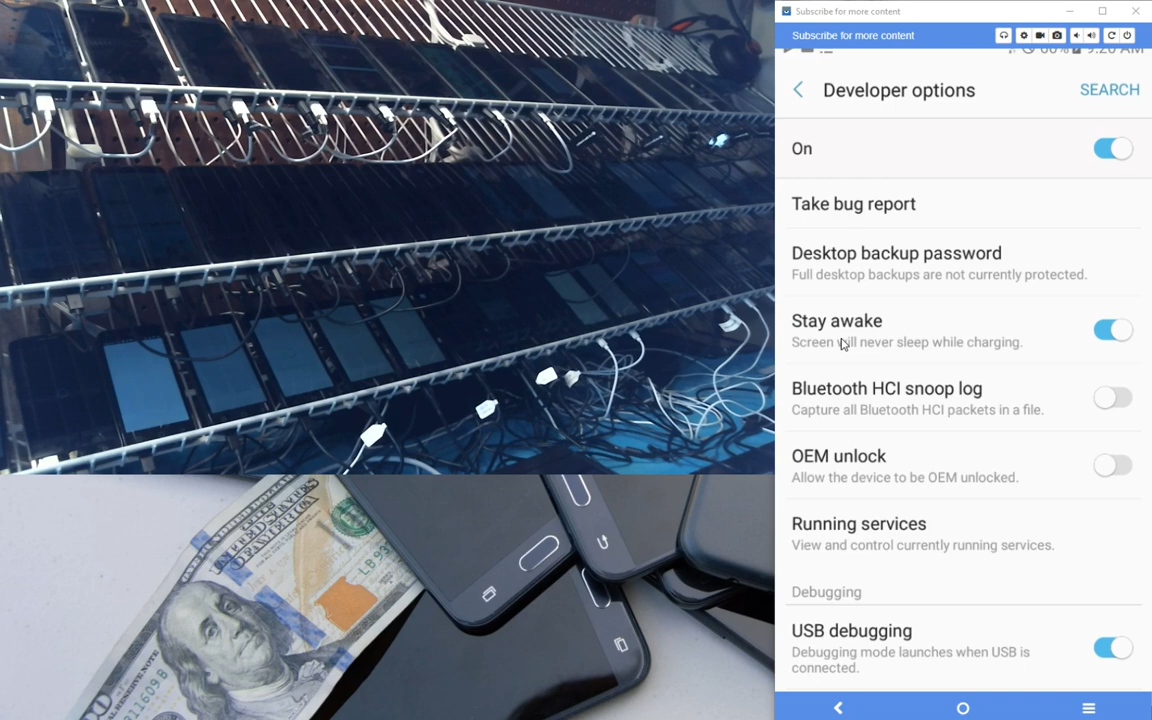 Subscribe for more content
Subscribe for more content
Developer options
SEARCH
On
Take bug report
Desktop backup password
Full desktop backups are not currently protected.
Stay awake
Screen will never sleep while charging.
Bluetooth HCI snoop log
Capture all Bluetooth HCI packets in a file.
OEM unlock
Allow the device to be OEM unlocked.
Running services
View and control currently running services.
Debugging
USB debugging
Debugging mode launches when USB is
connected.